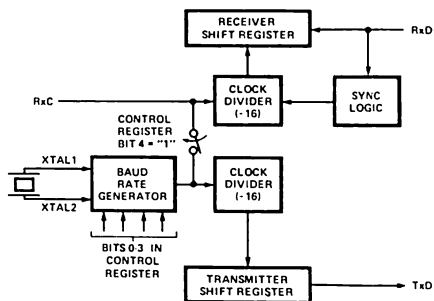 RECEIVER
SHIFT REGISTER
RxD
RxC
CLOCK
DIVIDER
(-16)
SYNC
LOGIC
CONTROL
REGISTER
BIT 4 = "1"
XTAL1
XTAL2
BAUD
RATE
GENERATOR
CLOCK
DIVIDER
(-16)
BITS 0-3 IN
CONTROL
REGISTER
TRANSMITTER
SHIFT REGISTER
TxD